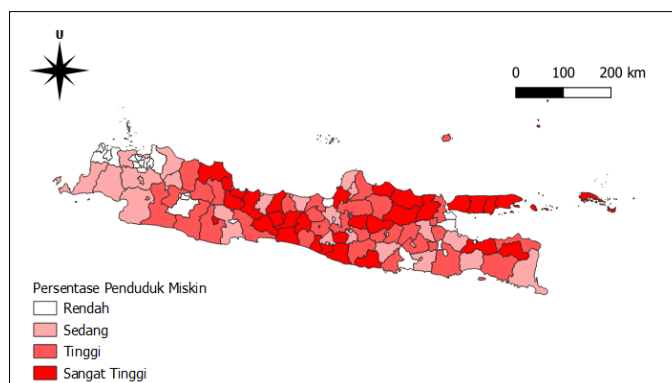 U
0 100 200 km
Persentase Penduduk Miskin
Rendah
Sedang
Tinggi
Sangat Tinggi